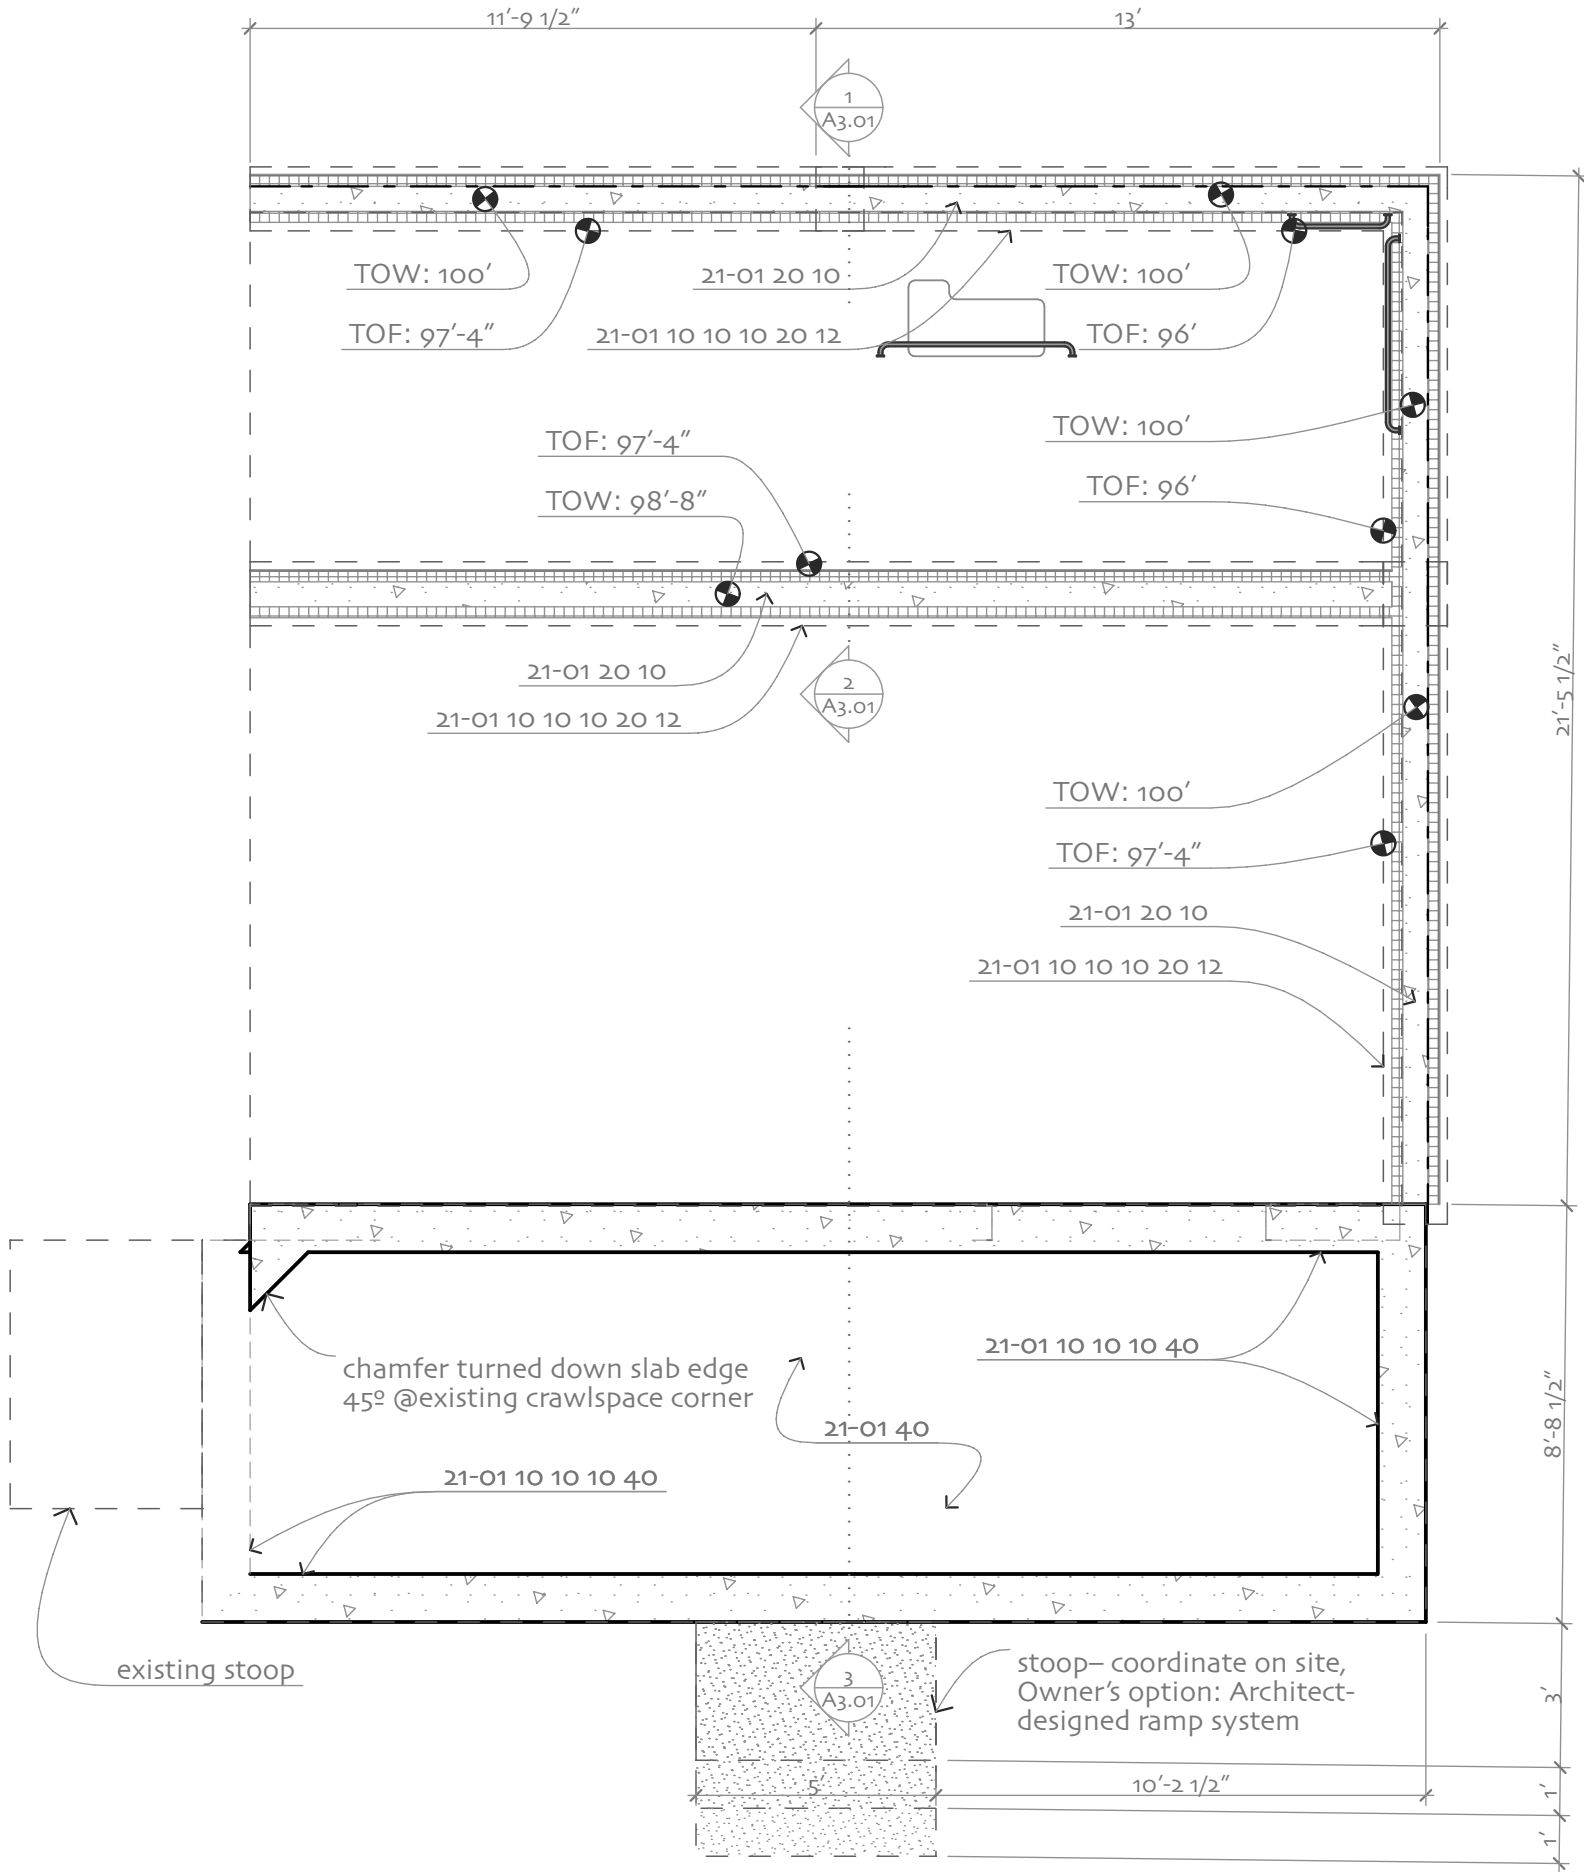 11'-9 1/2"
13'
1
A3.01
TOW: 100'
21-01 20 10
TOW: 100'
TOF: 97'-4"
21-01 10 10 10 20 12
TOF: 96'
TOW: 100'
TOF: 97'-4"
TOF: 96'
TOW: 98'-8"
21-01 20 10
2
A3.01
21-01 10 10 10 20 12
21'-5 1/2"
TOW: 100'
TOF: 97'-4"
21-01 20 10
21-01 10 10 10 20 12
21-01 10 10 10 40
chamfer turned down slab edge
45º @existing crawlspace corner
21-01 40
8'-8 1/2"
21-01 10 10 10 40
existing stoop
3
A3.01
stoop– coordinate on site,
Owner's option: Architect-
designed ramp system
3'
5'
10'-2 1/2"
1'
1'